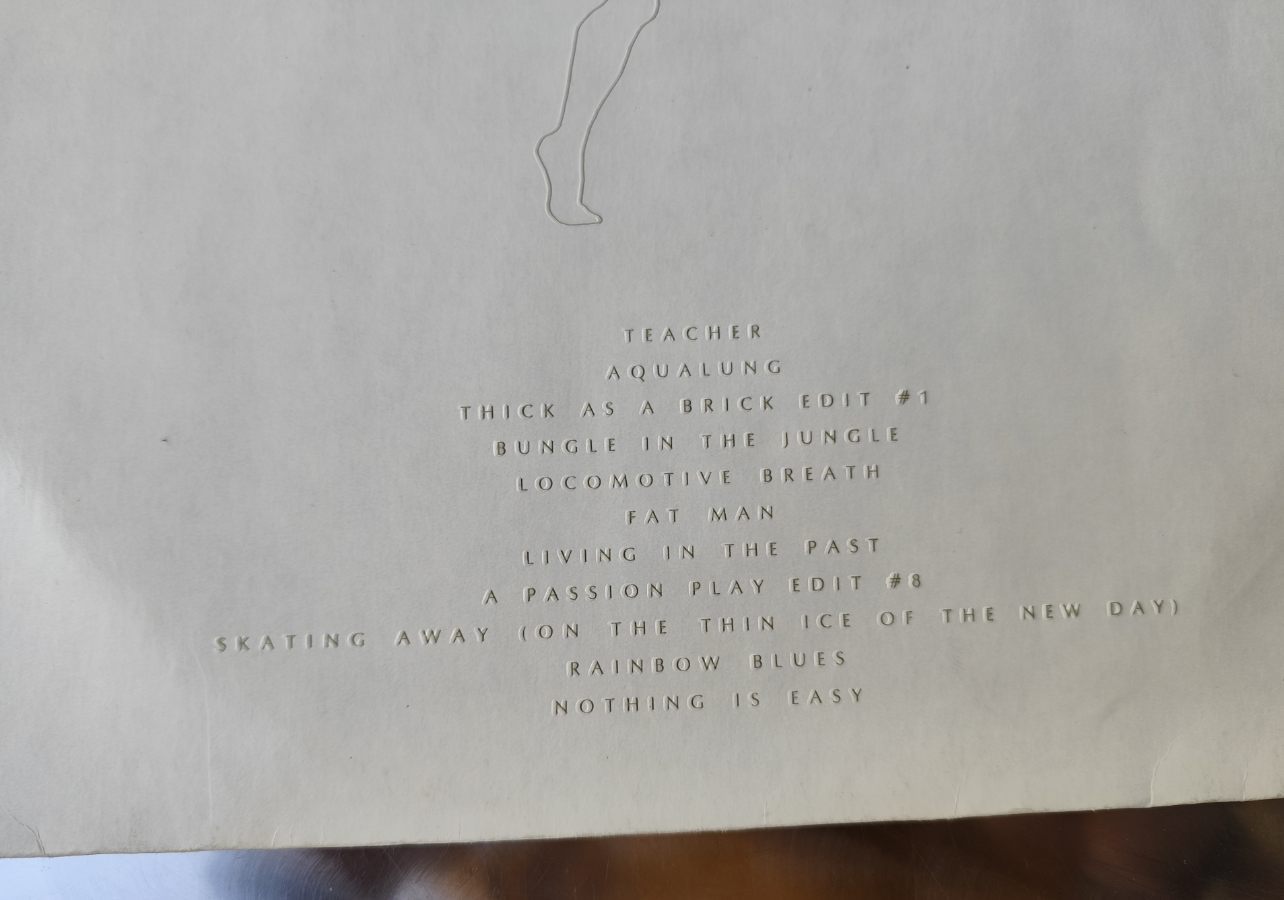 TEACHER
AQUALUNG
THICK AS A BRICK EDIT #1
BUNGLE IN THE JUNGLE
LOCOMOTIVE BREATH
FAT MAN
LIVING IN THE PAST
A PASSION PLAY EDIT #8
SKATING AWAY (ON THE THIN ICE OF THE NEW DAY)
RAINBOW BLUES
NOTHING IS EASY